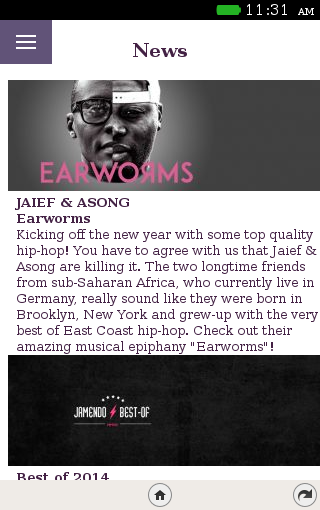 11:31 AM
News
EARWORMS
JAIEF & ASONG
Earworms
Kicking off the new year with some top quality
hip-hop! You have to agree with us that Jaief &
Asong are killing it. The two longtime friends
from sub-Saharan Africa, who currently live in
Germany, really sound like they were born in
Brooklyn, New York and grew-up with the very
best of East Coast hip-hop. Check out their
amazing musical epiphany "Earworms"!
JAMENDO BEST-OF
Best of 2014